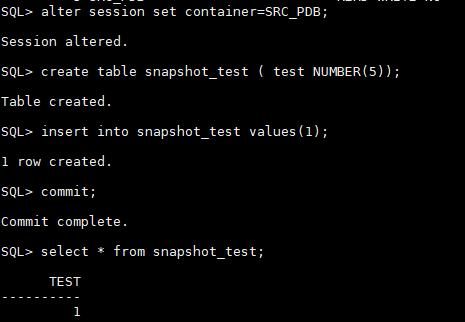 SQL> alter session set container=SRC_PDB;
Session altered.
SQL> create table snapshot_test ( test NUMBER(5));
Table created.
SQL> insert into snapshot_test values(1);
1 row created.
SQL> commit;
Commit complete.
SQL> select * from snapshot_test;
TEST
----------
1